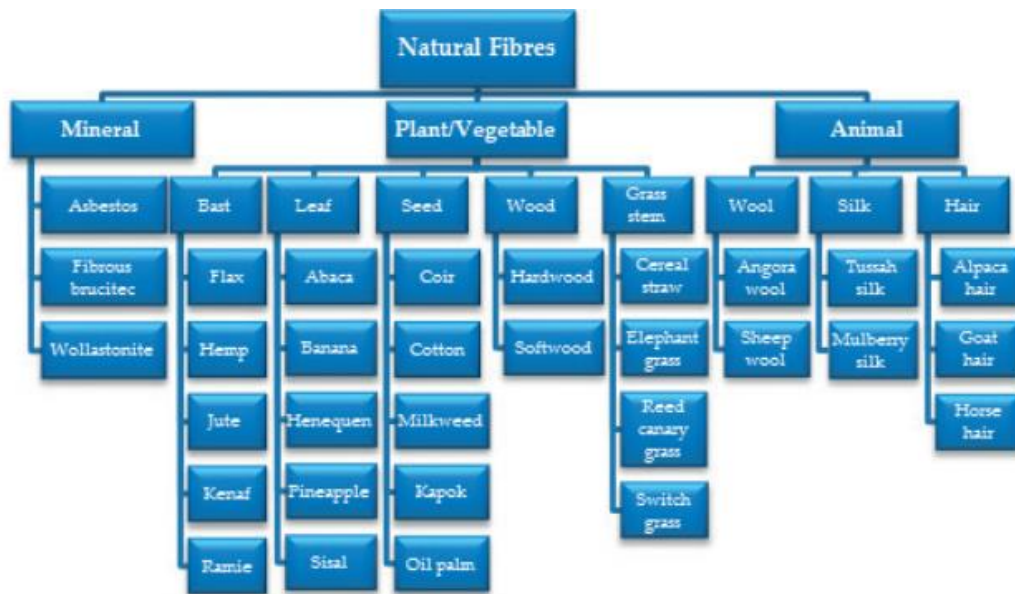 Natural Fibres
Mineral
Plant/Vegetable
Animal
Asbestos
Bast
Leaf
Seed
Wood
Grass
stem
Wool
Silk
Hair
Fibrous
brucitec
Flax
Abaca
Coir
Hardwood
Cereal
straw
Angora
wool
Tussah
silk
Alpaca
hair
Wollastonite
Hemp
Banana
Cotton
Softwood
Elephant
grass
Sheep
wool
Mulberry
silk
Goat
hair
Jute
Henequen
Milkweed
Reed
canary
grass
Horse
hair
Kenaf
Pineapple
Kapok
Switch
grass
Ramie
Sisal
Oil palm